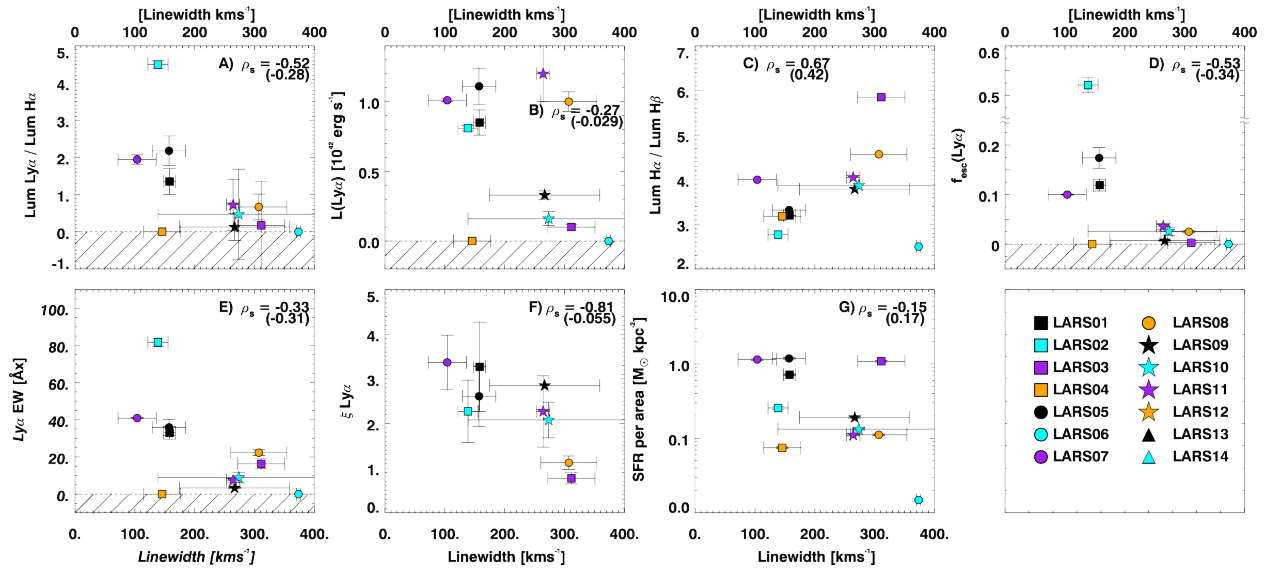 [Linewidth kms⁻¹ [Linewidth kms⁻¹ [Linewidth kms⁻¹ [Linewidth kms⁻¹
0 100 200 300 400 0 100 200 300 400 0 100 200 300 400 0 100 200 300 400
Lum Lyα / Lum Hα
5.
4.
3.
2.
1.
0.
-1.
A) ρs = -0.52
(-0.28)
L(Lyα) [10⁴² erg s⁻¹]
1.0
0.5
0.0
B) ρs = -0.27
(-0.029)
Lum Hα / Lum Hβ
7.
6.
5.
4.
3.
2.
C) ρs = 0.67
(0.42)
fesc(Lyα)
0.6
0.5
0.2
0.1
0
D) ρs = -0.53
(-0.34)
Lyα EW [Åx]
100.
80.
60.
40.
20.
0.
E) ρs = -0.33
(-0.31)
0. 100. 200. 300. 400.
Linewidth [kms⁻¹
ξ Lyα
5.
4.
3.
2.
1.
0.
F) ρs = -0.81
(-0.055)
0. 100. 200. 300. 400.
Linewidth [kms⁻¹
SFR per area [M⊙ kpc⁻²]
10.0
1.0
0.1
0.0
G) ρs = -0.15
(0.17)
0. 100. 200. 300. 400.
Linewidth [kms⁻¹
LARS01 LARS08
LARS02 LARS09
LARS03 LARS10
LARS04 LARS11
LARS05 LARS12
LARS06 LARS13
LARS07 LARS14